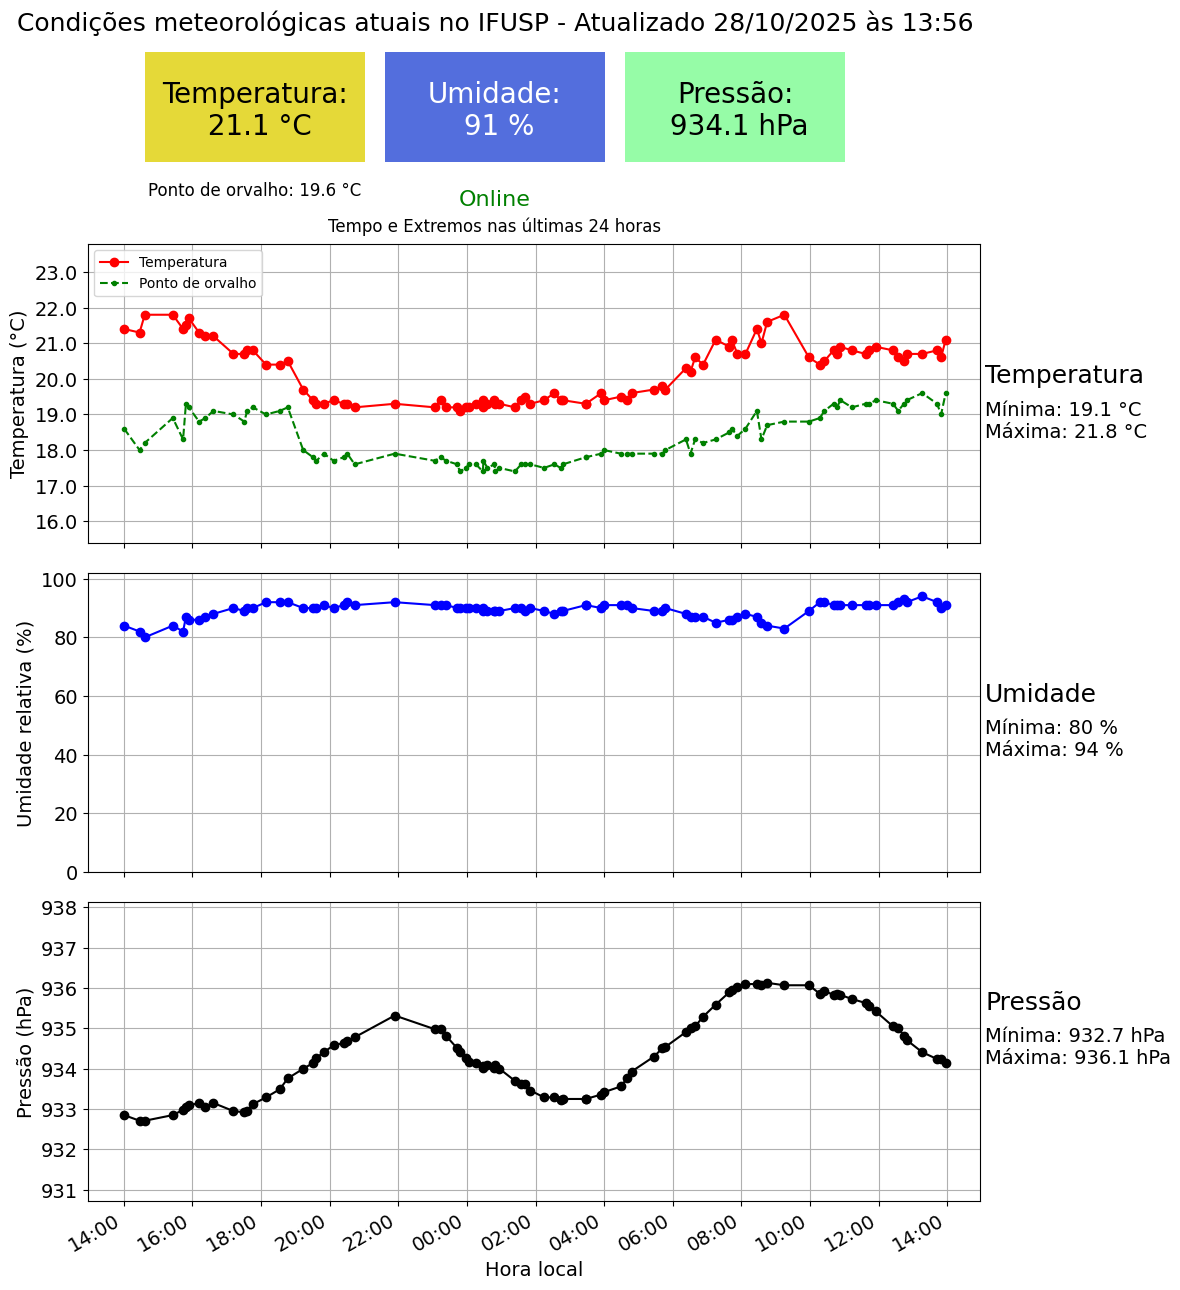 Condições meteorológicas atuais no IFUSP - Atualizado 28/10/2025 às 13:56
Temperatura:
21.1 °C
Umidade:
91 %
Pressão:
934.1 hPa
Ponto de orvalho: 19.6 °C
Online
Tempo e Extremos nas últimas 24 horas
Temperatura
Ponto de orvalho
Temperatura (°C)
23.0
22.0
21.0
20.0
19.0
18.0
17.0
16.0
Temperatura
Mínima: 19.1 °C
Máxima: 21.8 °C
Umidade relativa (%)
100
80
60
40
20
0
Umidade
Mínima: 80 %
Máxima: 94 %
Pressão (hPa)
938
937
936
935
934
933
932
931
Pressão
Mínima: 932.7 hPa
Máxima: 936.1 hPa
14:00
16:00
18:00
20:00
22:00
00:00
02:00
04:00
06:00
08:00
10:00
12:00
14:00
Hora local